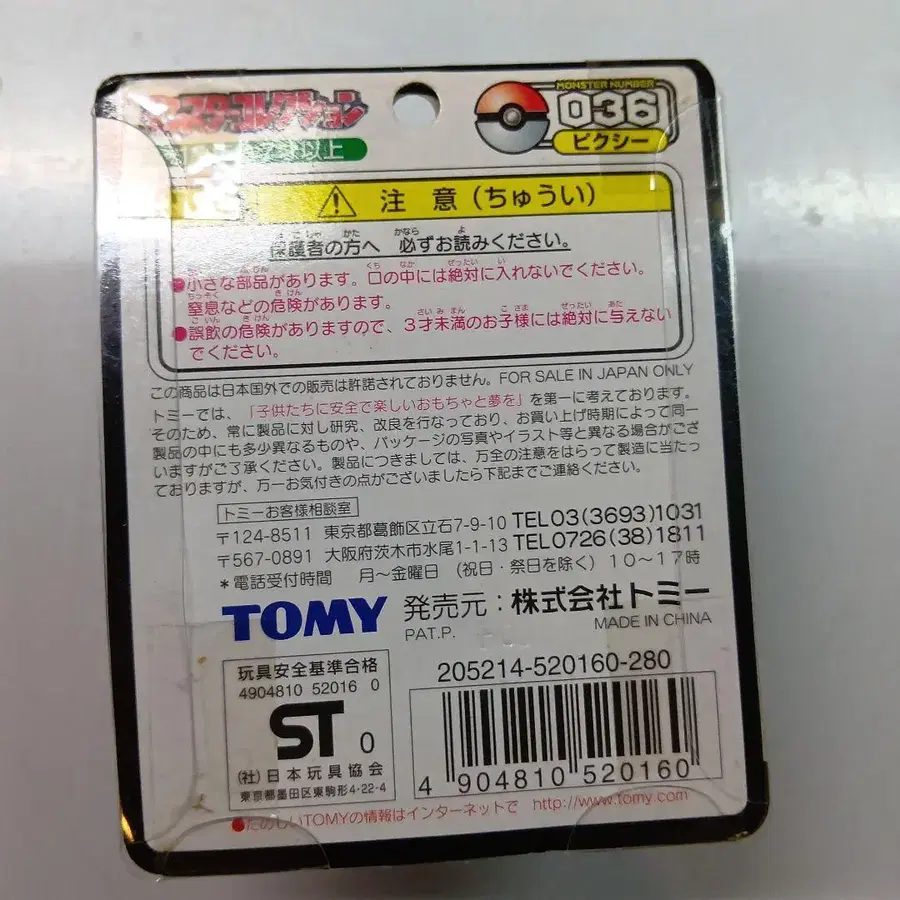 モンスターコレクション
MONSTER NUMBER
036
ピクシー
以上
注 意 (ちゅうい)
保護者の方へ 必ずお読みください。
●小さな部品があります。口の中には絶対に入れないでください。
窒息などの危険があります。
●誤飲の危険がありますので、3才未満のお子様には絶対に与えない
でください。
この商品は日本国外での販売は許諾されておりません。FOR SALE IN JAPAN ONLY
トミーでは、「子供たちに安全で楽しいおもちゃと夢を」を第一に考えております。
そのため、常に製品に対し研究、改良を行なっており、お買い上げ時期によって同一
製品の中にも多少異なるものや、パッケージの写真やイラスト等と異なる場合がござ
いますがご了承ください。製品につきましては、万全の注意をはらって製造に当たっ
ておりますが、万一お気付きの点がございましたら下記までご連絡ください。
トミーお客様相談室
〒124-8511 東京都葛飾区立石7-9-10 TEL03(3693)1031
〒567-0891 大阪府茨木市水尾1-1-13 TEL0726(38)1811
*電話受付時間 月〜金曜日 (祝日・祭日を除く) 10〜17時
TOMY 発売元:株式会社トミー
PAT.P. MADE IN CHINA
玩具安全基準合格
4904810 52016 0
ST 0
(社)日本玩具協会
東京都墨田区東駒形4-22-4
205214-520160-280
4 904810 520160
●たのしいTOMYの情報はインターネットで http://www.tomy.com